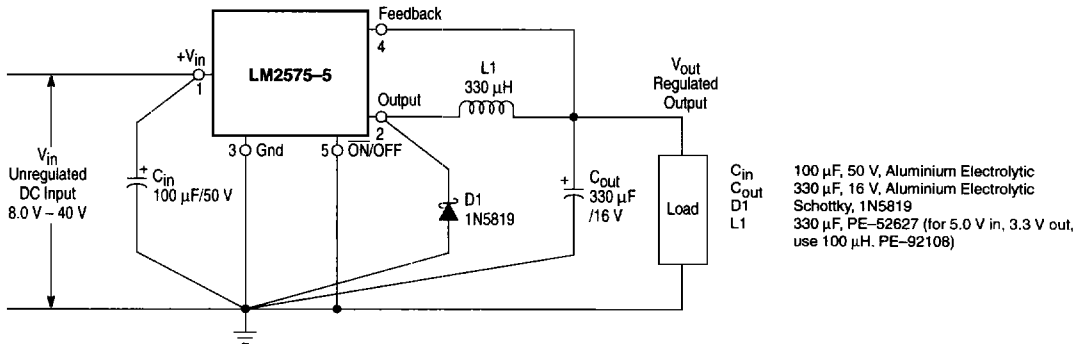 Feedback
4
+Vin
1
LM2575–5
L1
330 µH
Vout
Regulated
Output
Output
2
3 Gnd
5 ON/OFF
Vin
Unregulated
DC Input
8.0 V – 40 V
Cin
100 µF/50 V
D1
1N5819
Cout
330 µF
/16 V
Load
Cin 100 µF, 50 V, Aluminium Electrolytic
Cout 330 µF, 16 V, Aluminium Electrolytic
D1 Schottky, 1N5819
L1 330 µF, PE–52627 (for 5.0 V in, 3.3 V out,
use 100 µH. PE–92108)
+
+